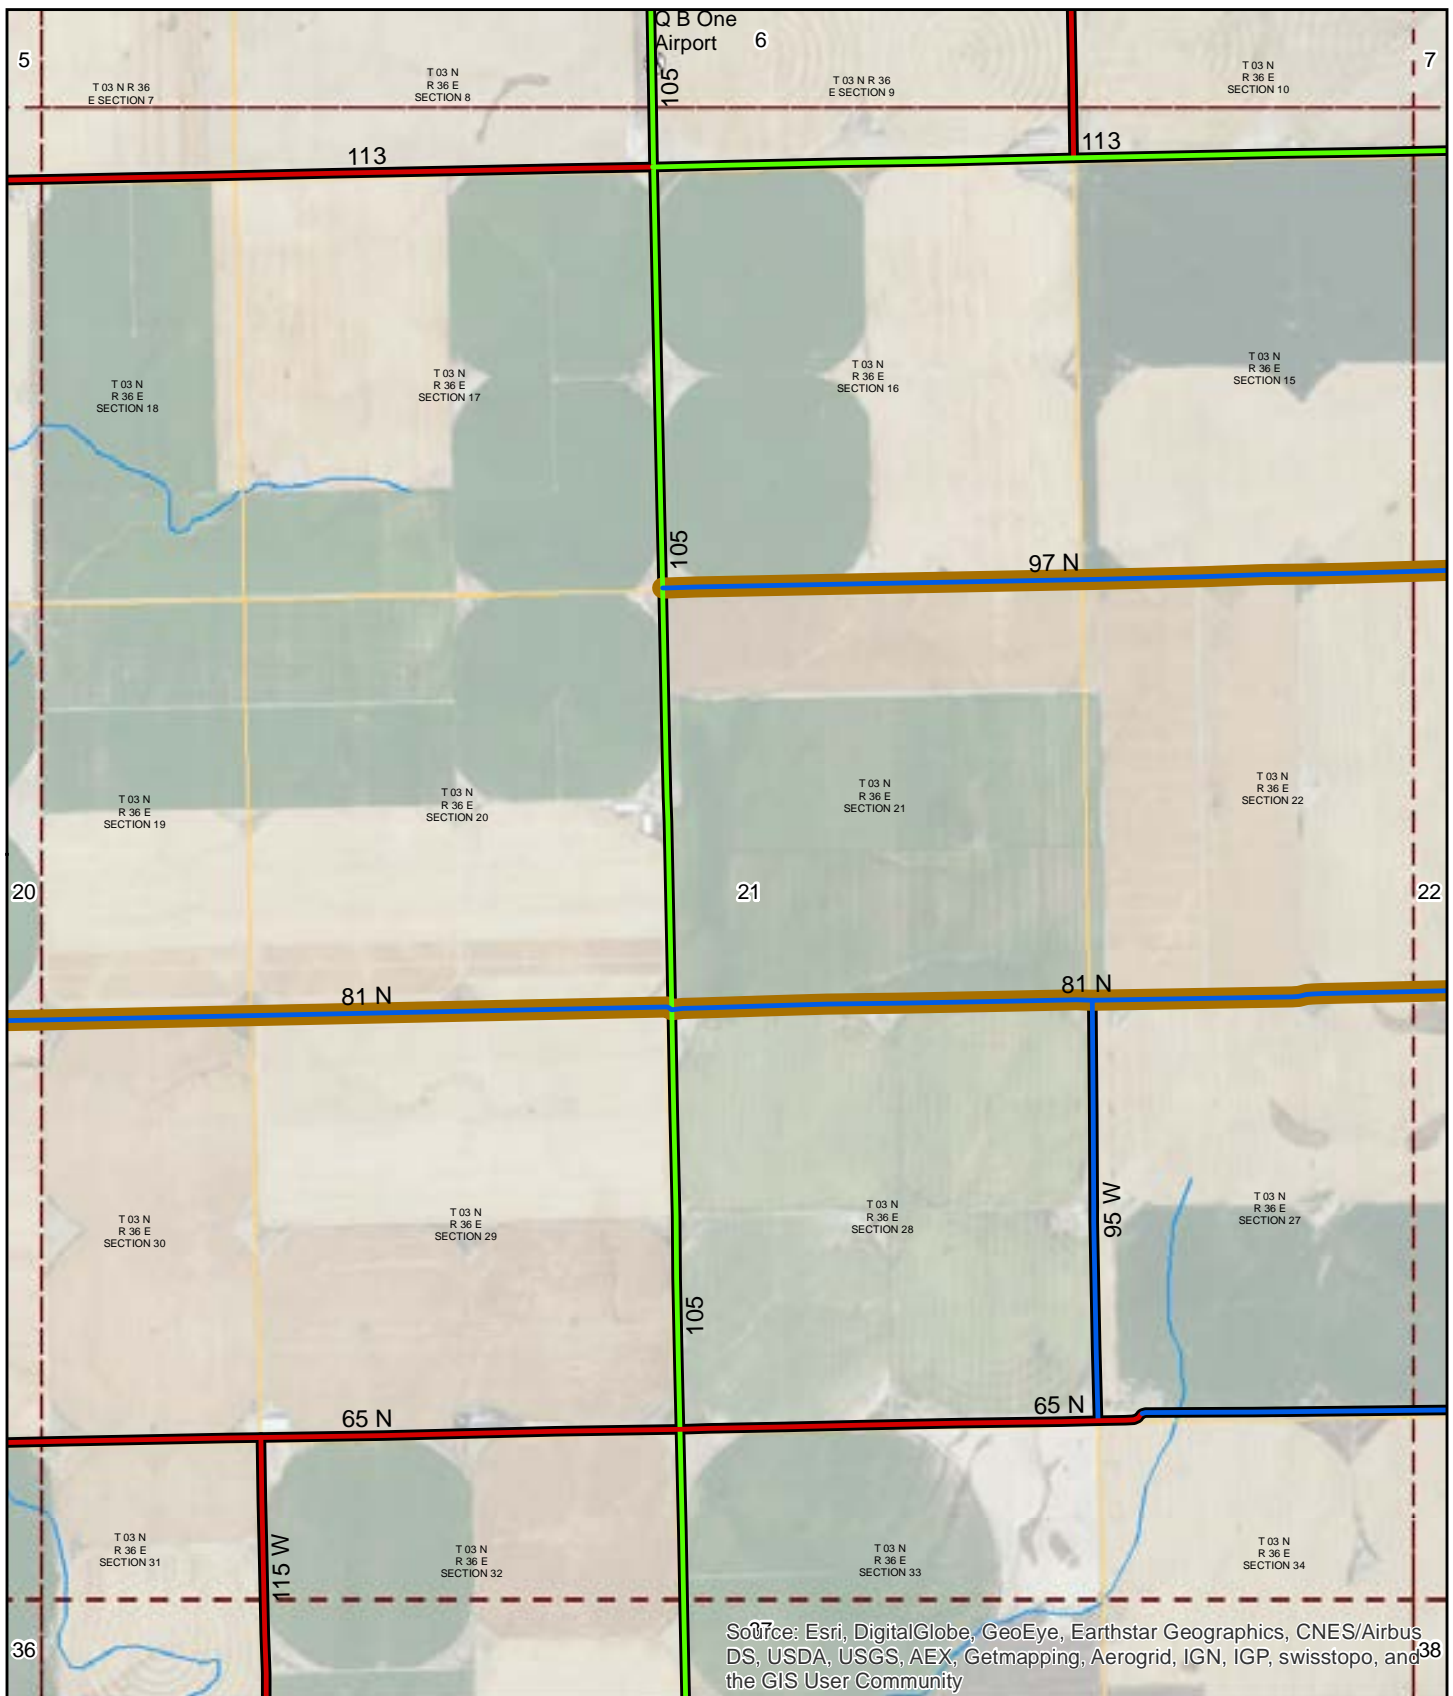 Q B One
Airport
5
6
7
T 03 N R 36
E SECTION 7
T 03 N
R 36 E
SECTION 8
105
T 03 N R 36
E SECTION 9
T 03 N
R 36 E
SECTION 10
113
113
T 03 N
R 36 E
SECTION 18
T 03 N
R 36 E
SECTION 17
T 03 N
R 36 E
SECTION 16
T 03 N
R 36 E
SECTION 15
105
97 N
T 03 N
R 36 E
SECTION 19
T 03 N
R 36 E
SECTION 20
T 03 N
R 36 E
SECTION 21
T 03 N
R 36 E
SECTION 22
20
21
22
81 N
81 N
T 03 N
R 36 E
SECTION 30
T 03 N
R 36 E
SECTION 29
T 03 N
R 36 E
SECTION 28
95 W
T 03 N
R 36 E
SECTION 27
105
65 N
65 N
T 03 N
R 36 E
SECTION 31
115 W
T 03 N
R 36 E
SECTION 32
T 03 N
R 36 E
SECTION 33
T 03 N
R 36 E
SECTION 34
36
37
38
Source: Esri, DigitalGlobe, GeoEye, Earthstar Geographics, CNES/Airbus
DS, USDA, USGS, AEX, Getmapping, Aerogrid, IGN, IGP, swisstopo, and
the GIS User Community